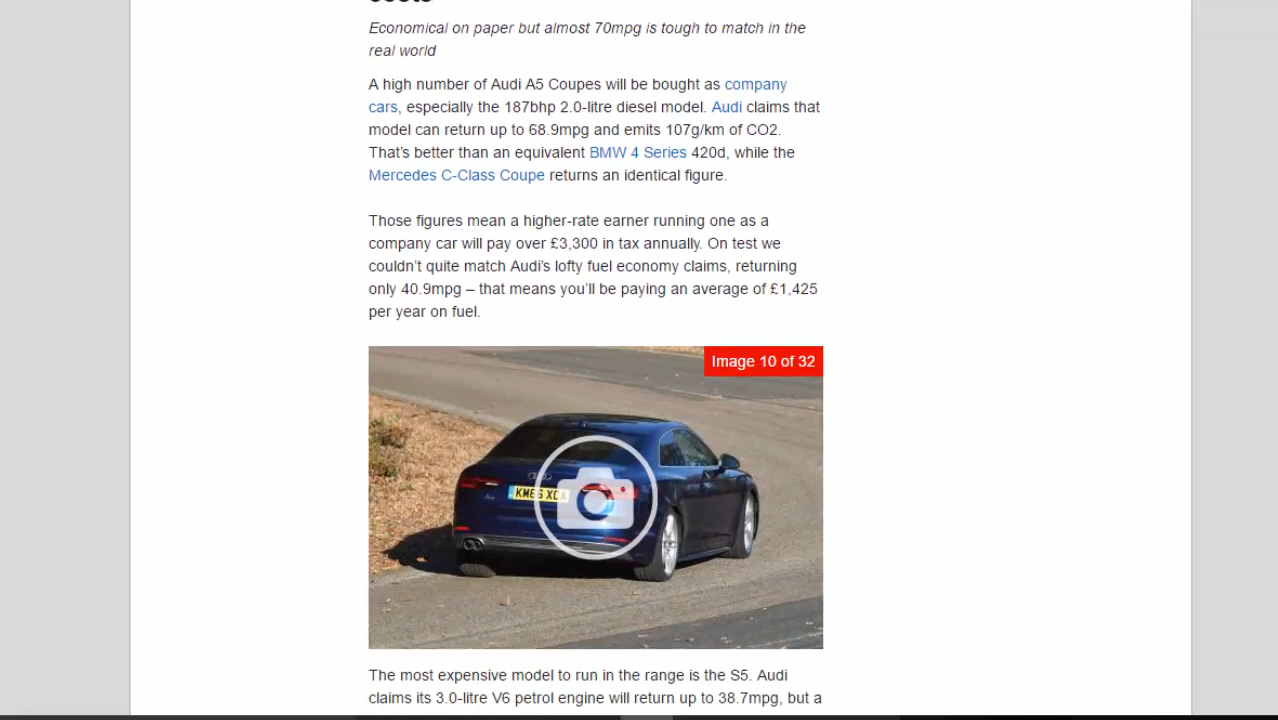 Economical on paper but almost 70mpg is tough to match in the
real world
A high number of Audi A5 Coupes will be bought as company
cars, especially the 187bhp 2.0-litre diesel model. Audi claims that
model can return up to 68.9mpg and emits 107g/km of CO2.
That’s better than an equivalent BMW 4 Series 420d, while the
Mercedes C-Class Coupe returns an identical figure.
Those figures mean a higher-rate earner running one as a
company car will pay over £3,300 in tax annually. On test we
couldn’t quite match Audi’s lofty fuel economy claims, returning
only 40.9mpg – that means you’ll be paying an average of £1,425
per year on fuel.
Image 10 of 32
The most expensive model to run in the range is the S5. Audi
claims its 3.0-litre V6 petrol engine will return up to 38.7mpg, but a